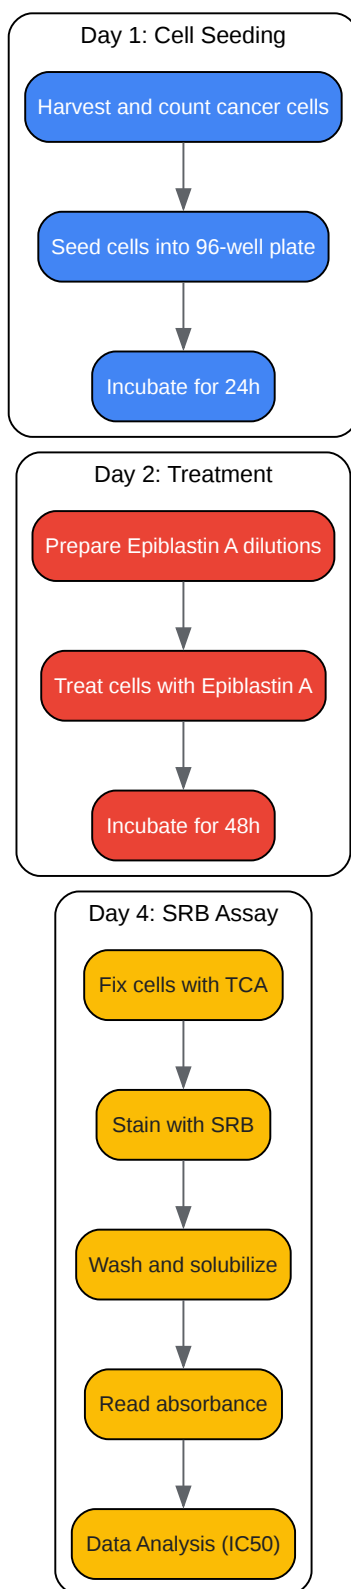 Day 1: Cell Seeding
Harvest and count cancer cells
Seed cells into 96-well plate
Incubate for 24h
Day 2: Treatment
Prepare Epiblastin A dilutions
Treat cells with Epiblastin A
Incubate for 48h
Day 4: SRB Assay
Fix cells with TCA
Stain with SRB
Wash and solubilize
Read absorbance
Data Analysis (IC50)